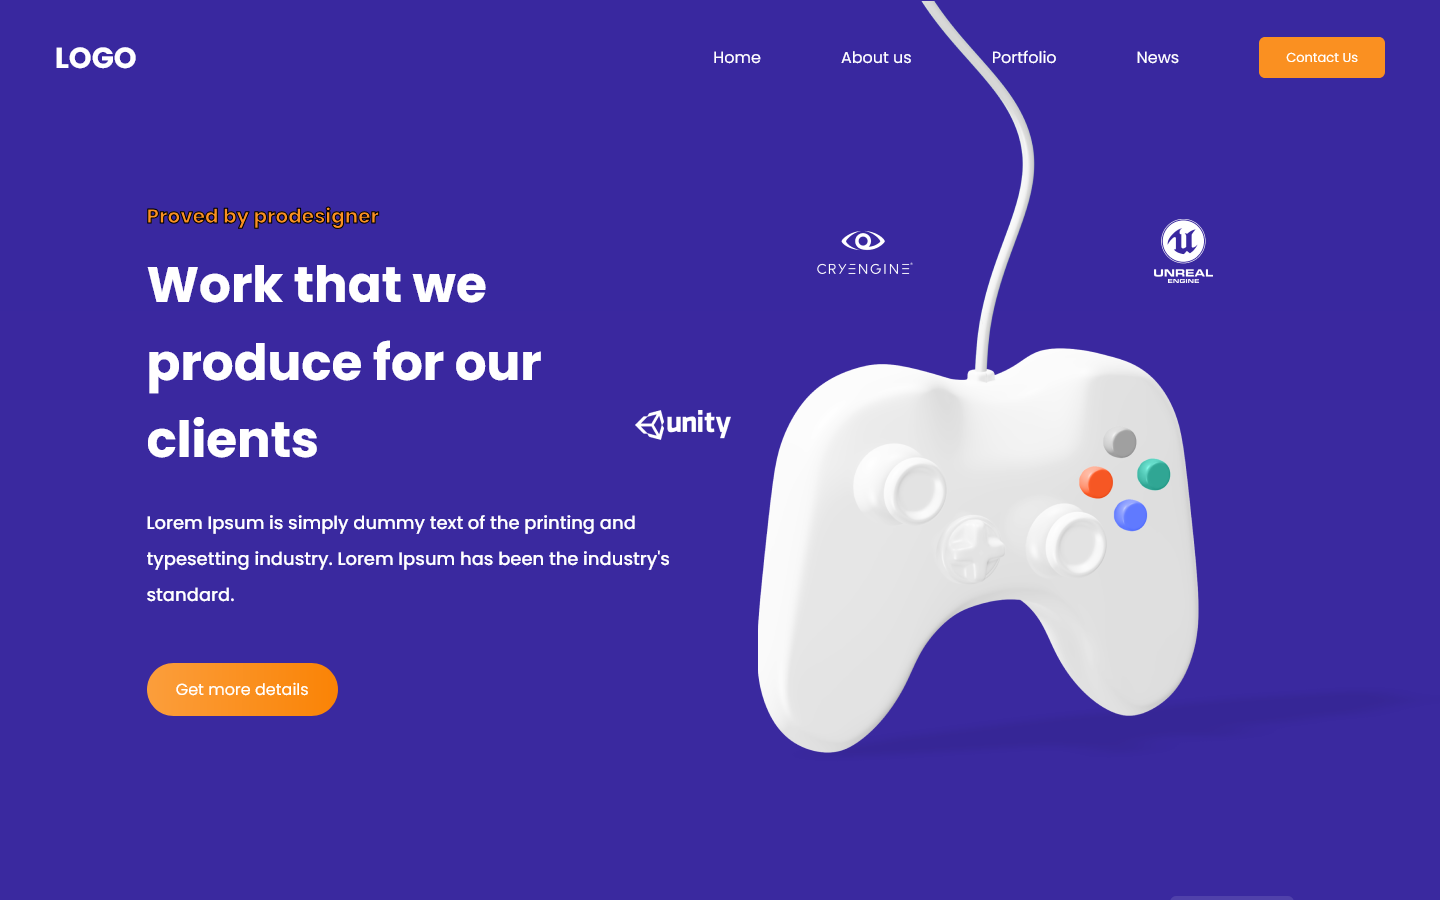 LOGO
Home
About us
Portfolio
News
Contact Us
Proved by prodesigner
Work that we
produce for our
clients
CRYENGINE
UNREAL
ENGINE
unity
Lorem Ipsum is simply dummy text of the printing and
typesetting industry. Lorem Ipsum has been the industry's
standard.
Get more details